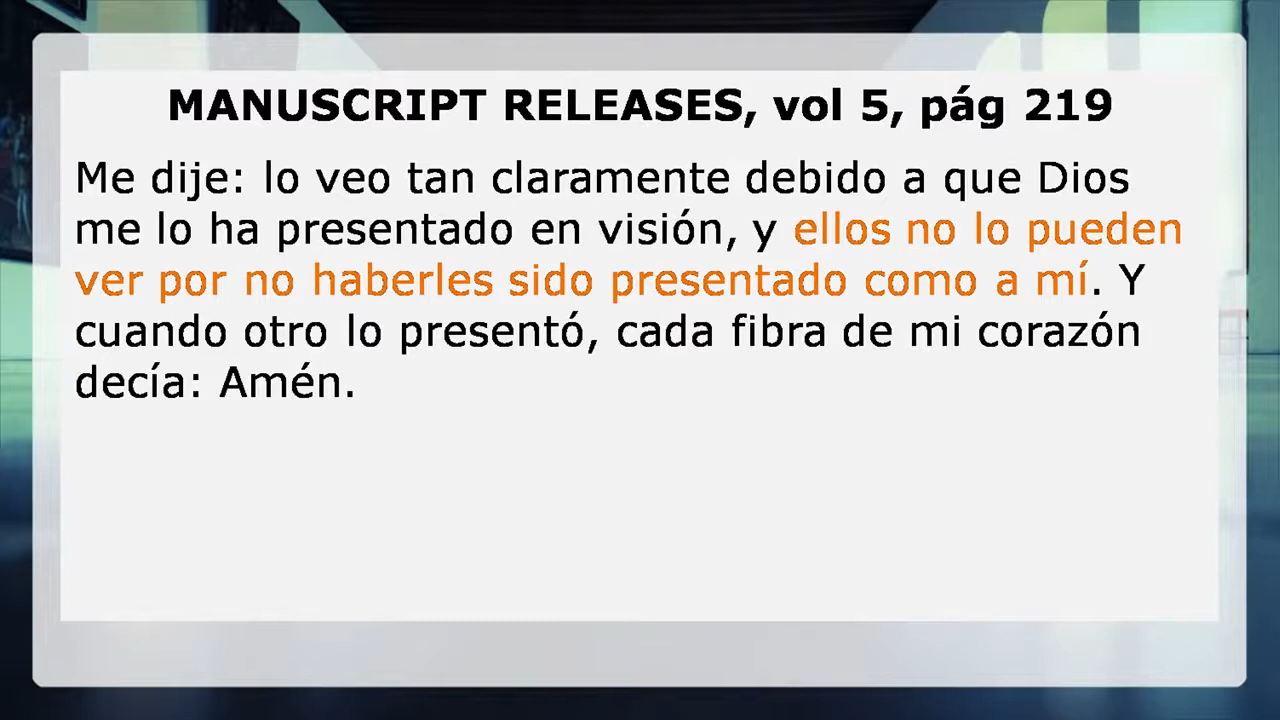 MANUSCRIPT RELEASES, vol 5, pág 219
Me dije: lo veo tan claramente debido a que Dios
me lo ha presentado en visión, y ellos no lo pueden
ver por no haberles sido presentado como a mí. Y
cuando otro lo presentó, cada fibra de mi corazón
decía: Amén.